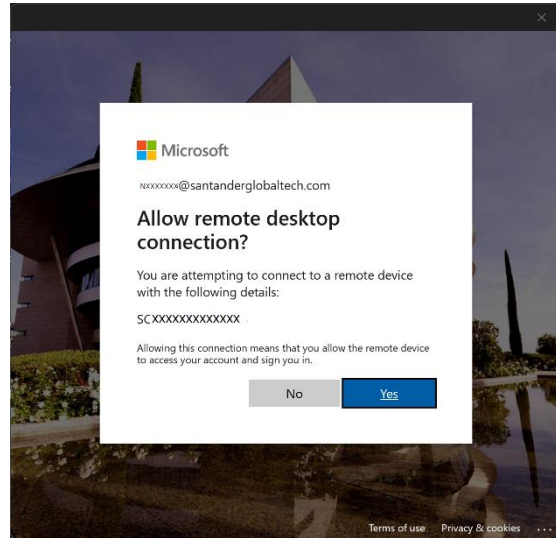 Microsoft
Nxxxxxxx@santanderglobaltech.com
Allow remote desktop
connection?
You are attempting to connect to a remote device
with the following details:
SCXXXXXXXXXXXXX
Allowing this connection means that you allow the remote device
to access your account and sign you in.
No Yes
Terms of use Privacy & cookies ...